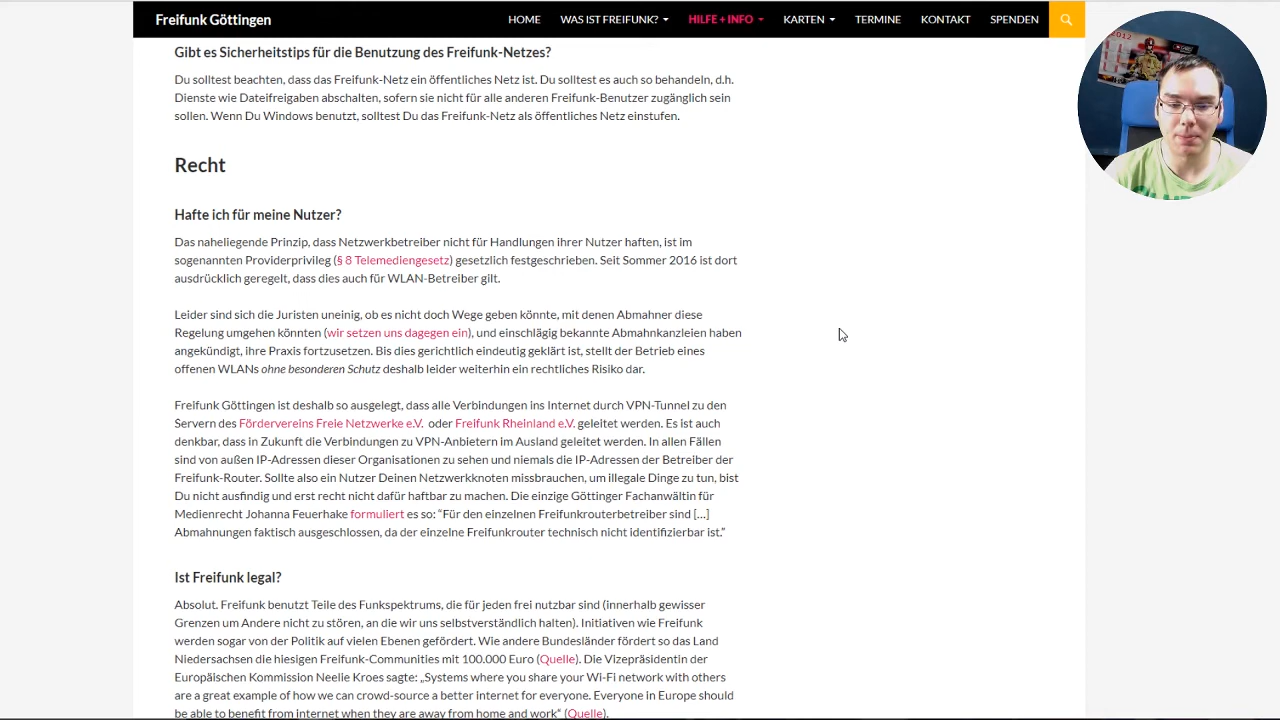 Freifunk Göttingen
HOME WAS IST FREIFUNK? HILFE + INFO KARTEN TERMINE KONTAKT SPENDEN
2012
Gibt es Sicherheitstips für die Benutzung des Freifunk-Netzes?
Du solltest beachten, dass das Freifunk-Netz ein öffentliches Netz ist. Du solltest es auch so behandeln, d.h.
Dienste wie Dateifreigaben abschalten, sofern sie nicht für alle anderen Freifunk-Benutzer zugänglich sein
sollen. Wenn Du Windows benutzt, solltest Du das Freifunk-Netz als öffentliches Netz einstufen.
Recht
Hafte ich für meine Nutzer?
Das naheliegende Prinzip, dass Netzwerkbetreiber nicht für Handlungen ihrer Nutzer haften, ist im
sogenannten Providerprivileg (§ 8 Telemediengesetz) gesetzlich festgeschrieben. Seit Sommer 2016 ist dort
ausdrücklich geregelt, dass dies auch für WLAN-Betreiber gilt.
Leider sind sich die Juristen uneinig, ob es nicht doch Wege geben könnte, mit denen Abmahner diese
Regelung umgehen könnten (wir setzen uns dagegen ein), und einschlägig bekannte Abmahnkanzleien haben
angekündigt, ihre Praxis fortzusetzen. Bis dies gerichtlich eindeutig geklärt ist, stellt der Betrieb eines
offenen WLANs ohne besonderen Schutz deshalb leider weiterhin ein rechtliches Risiko dar.
Freifunk Göttingen ist deshalb so ausgelegt, dass alle Verbindungen ins Internet durch VPN-Tunnel zu den
Servern des Fördervereins Freie Netzwerke e.V. oder Freifunk Rheinland e.V. geleitet werden. Es ist auch
denkbar, dass in Zukunft die Verbindungen zu VPN-Anbietern im Ausland geleitet werden. In allen Fällen
sind von außen IP-Adressen dieser Organisationen zu sehen und niemals die IP-Adressen der Betreiber der
Freifunk-Router. Sollte also ein Nutzer Deinen Netzwerkknoten missbrauchen, um illegale Dinge zu tun, bist
Du nicht ausfindig und erst recht nicht dafür haftbar zu machen. Die einzige Göttinger Fachanwältin für
Medienrecht Johanna Feuerhake formuliert es so: “Für den einzelnen Freifunkrouterbetreiber sind […]
Abmahnungen faktisch ausgeschlossen, da der einzelne Freifunkrouter technisch nicht identifizierbar ist.”
Ist Freifunk legal?
Absolut. Freifunk benutzt Teile des Funkspektrums, die für jeden frei nutzbar sind (innerhalb gewisser
Grenzen um Andere nicht zu stören, an die wir uns selbstverständlich halten). Initiativen wie Freifunk
werden sogar von der Politik auf vielen Ebenen gefördert. Wie andere Bundesländer fördert so das Land
Niedersachsen die hiesigen Freifunk-Communities mit 100.000 Euro (Quelle). Die Vizepräsidentin der
Europäischen Kommission Neelie Kroes sagte: „Systems where you share your Wi-Fi network with others
are a great example of how we can crowd-source a better internet for everyone. Everyone in Europe should
be able to benefit from internet when they are away from home and work“ (Quelle).